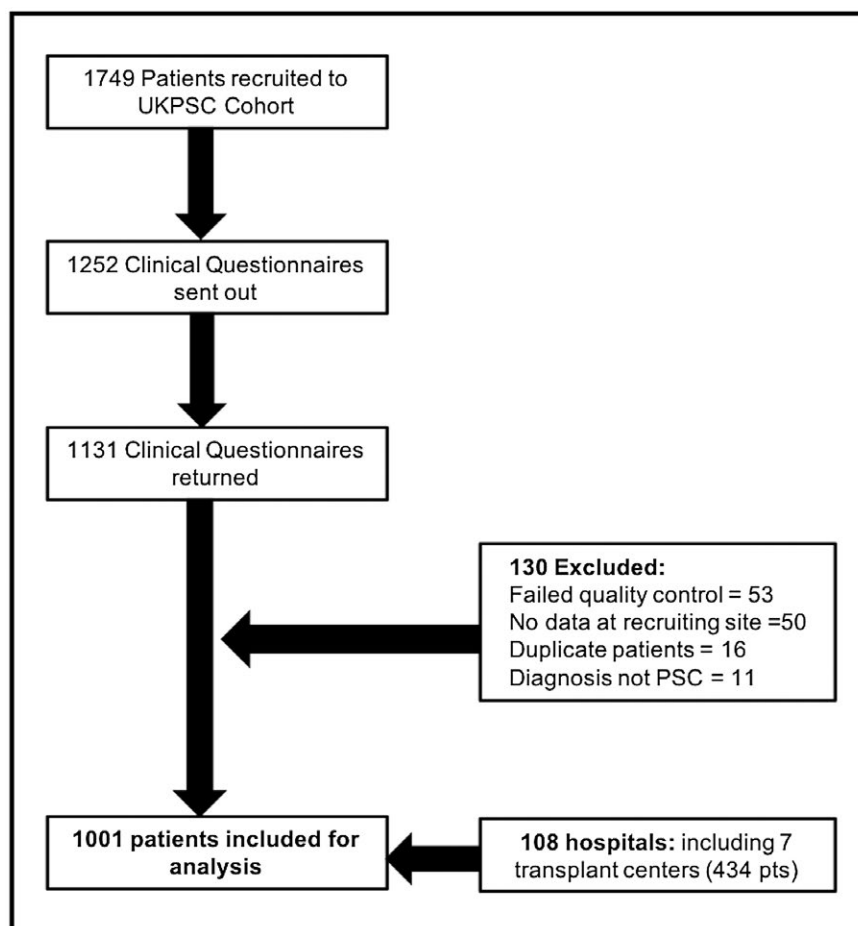 1749 Patients recruited to
UKPSC Cohort
1252 Clinical Questionnaires
sent out
1131 Clinical Questionnaires
returned
130 Excluded:
Failed quality control = 53
No data at recruiting site =50
Duplicate patients = 16
Diagnosis not PSC = 11
1001 patients included for
analysis
108 hospitals: including 7
transplant centers (434 pts)